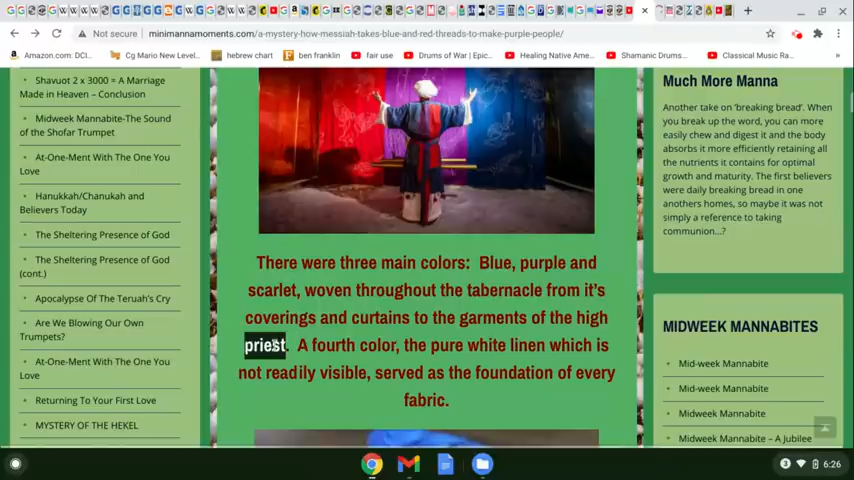 minimannamoments.com/a-mystery-how-messiah-takes-blue-and-red-threads-to-make-purple-people/
Amazon.com: DCI...
Cg Mario New Level...
hebrew chart
ben franklin
fair use
Drums of War | Epic...
Healing Native Ame...
Shamanic Drums...
Classical Music Ra...
Shavuot 2 x 3000 = A Marriage
Made in Heaven – Conclusion
Midweek Mannabite-The Sound
of the Shofar Trumpet
At-One-Ment With The One You
Love
Hanukkah/Chanukah and
Believers Today
The Sheltering Presence of God
The Sheltering Presence of God
(cont.)
Apocalypse Of The Teruah's Cry
Are We Blowing Our Own
Trumpets?
At-One-Ment With The One You
Love
Returning To Your First Love
MYSTERY OF THE HEKEL
There were three main colors: Blue, purple and
scarlet, woven throughout the tabernacle from it's
coverings and curtains to the garments of the high
priest. A fourth color, the pure white linen which is
not readily visible, served as the foundation of every
fabric.
Much More Manna
Another take on 'breaking bread'. When
you break up the word, you can more
easily chew and digest it and the body
absorbs it more efficiently retaining all
the nutrients it contains for optimal
growth and maturity. The first believers
were daily breaking bread in one
anothers homes, so maybe it was not
simply a reference to taking
communion...?
MIDWEEK MANNABITES
Mid-week Mannabite
Mid-week Mannabite
Midweek Mannabite
Midweek Mannabite – A Jubilee
3
6:26